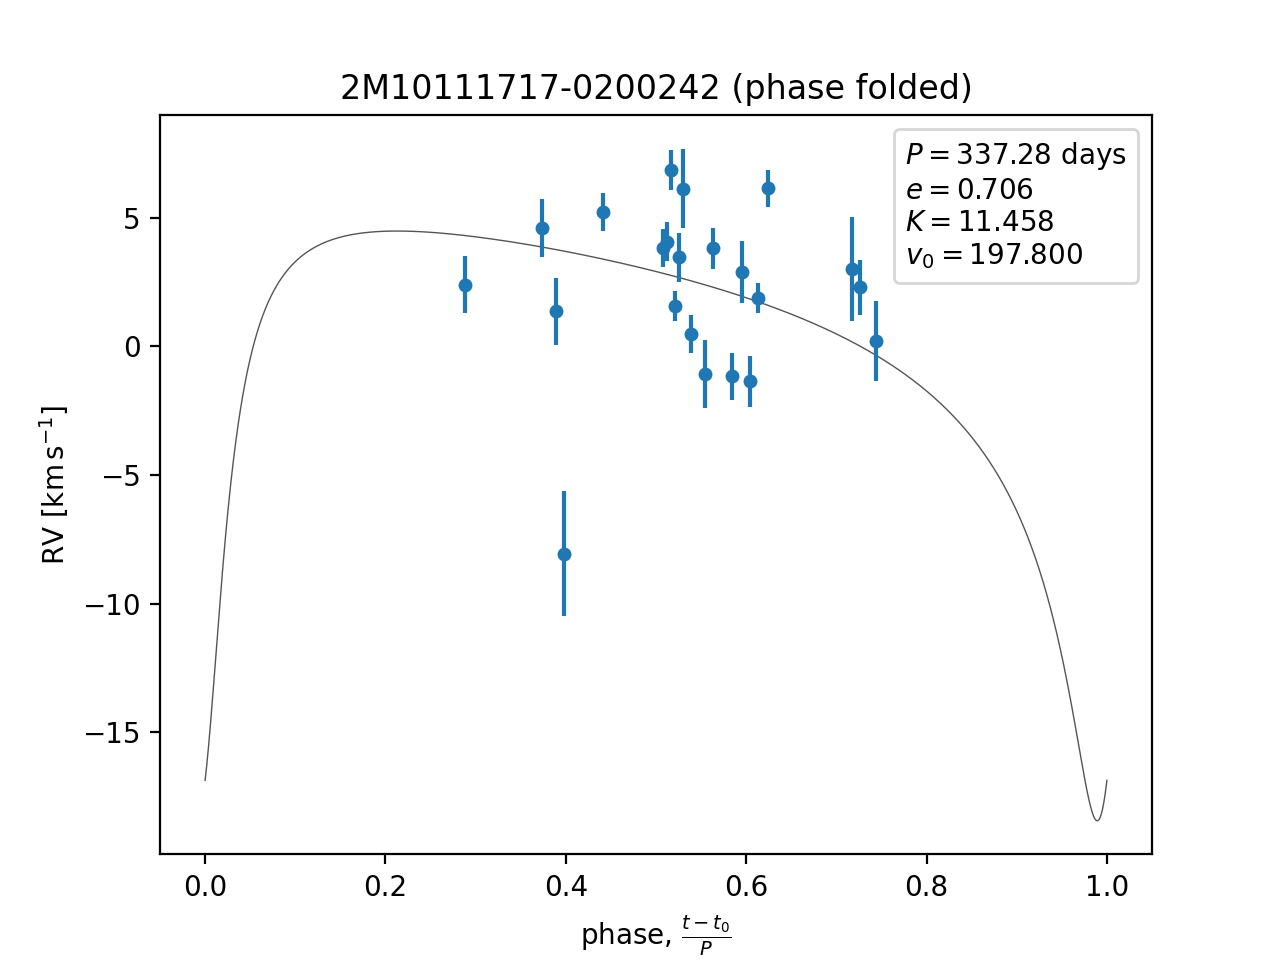 2M10111717-0200242 (phase folded)
P = 337.28 days
e = 0.706
K = 11.458
v₀ = 197.800
5
0
−5
−10
−15
RV [km s⁻¹]
0.0 0.2 0.4 0.6 0.8 1.0
phase, (t − t₀)/P